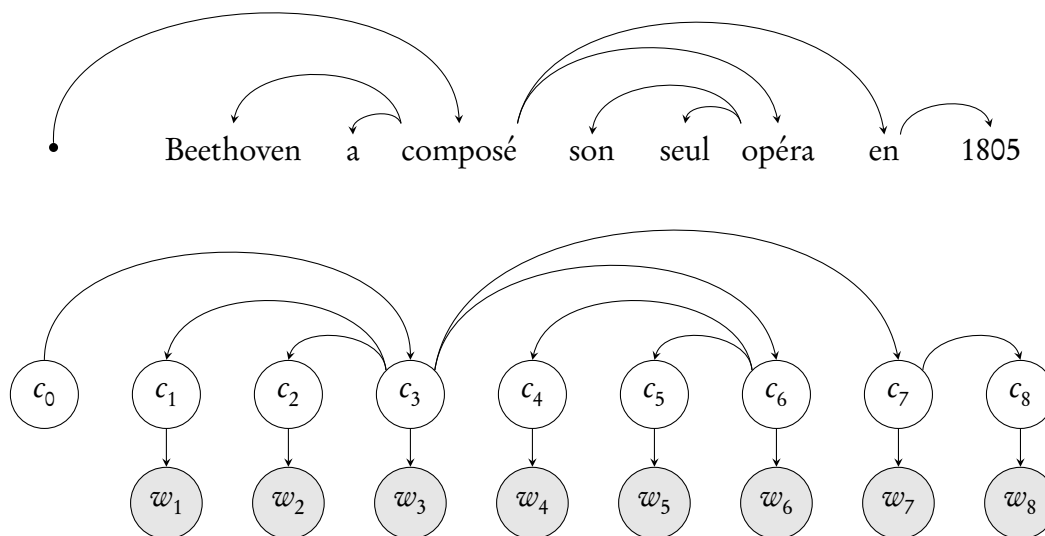 Beethoven a composé son seul opéra en 1805
c0 c1 c2 c3 c4 c5 c6 c7 c8
w1 w2 w3 w4 w5 w6 w7 w8